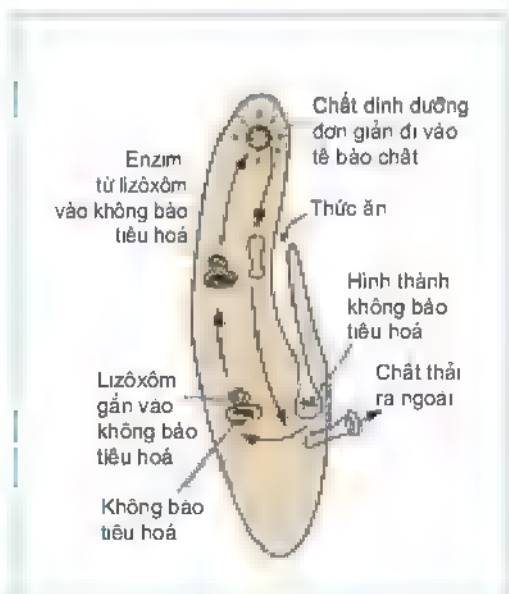 Chất dinh dưỡng
đơn giản đi vào
tế bào chất
Enzim
từ lizôxôm
vào không bào
tiêu hoá
Thức ăn
Hình thành
không bào
tiêu hoá
Chất thải
ra ngoài
Lizôxôm
gắn vào
không bào
tiêu hoá
Không bào
tiêu hoá